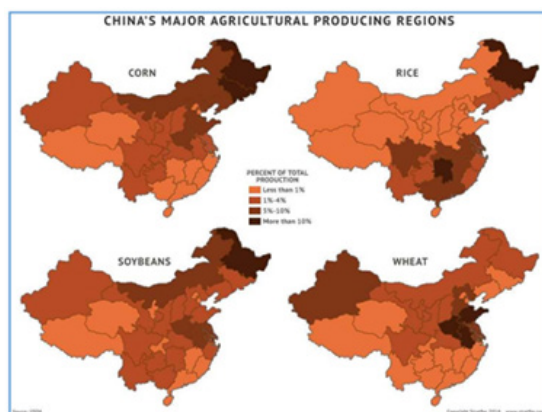 CHINA'S MAJOR AGRICULTURAL PRODUCING REGIONS
CORN
RICE
PERCENT OF TOTAL
PRODUCTION
Less than 1%
1%-4%
5%-10%
More than 10%
SOYBEANS
WHEAT